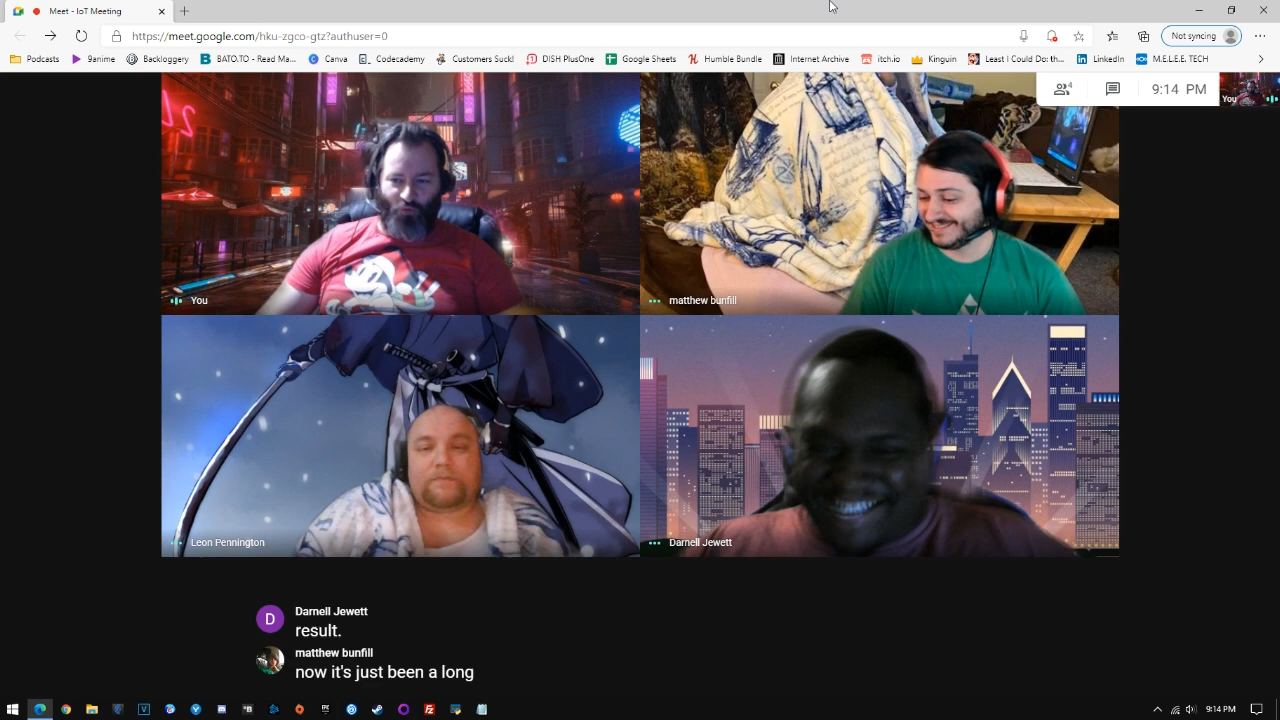 Meet - IoT Meeting
https://meet.google.com/hku-zgco-gtz?authuser=0
Not syncing
Podcasts
9anime
Backloggery
BATO.TO - Read Ma...
Canva
Codecademy
Customers Suck!
DISH PlusOne
Google Sheets
Humble Bundle
Internet Archive
itch.io
Kinguin
Least I Could Do: th...
LinkedIn
M.E.L.E.E. TECH
4
9:14 PM
You
You
matthew bunfill
Leon Pennington
Darnell Jewett
D
Darnell Jewett
result.
matthew bunfill
now it's just been a long
9:14 PM